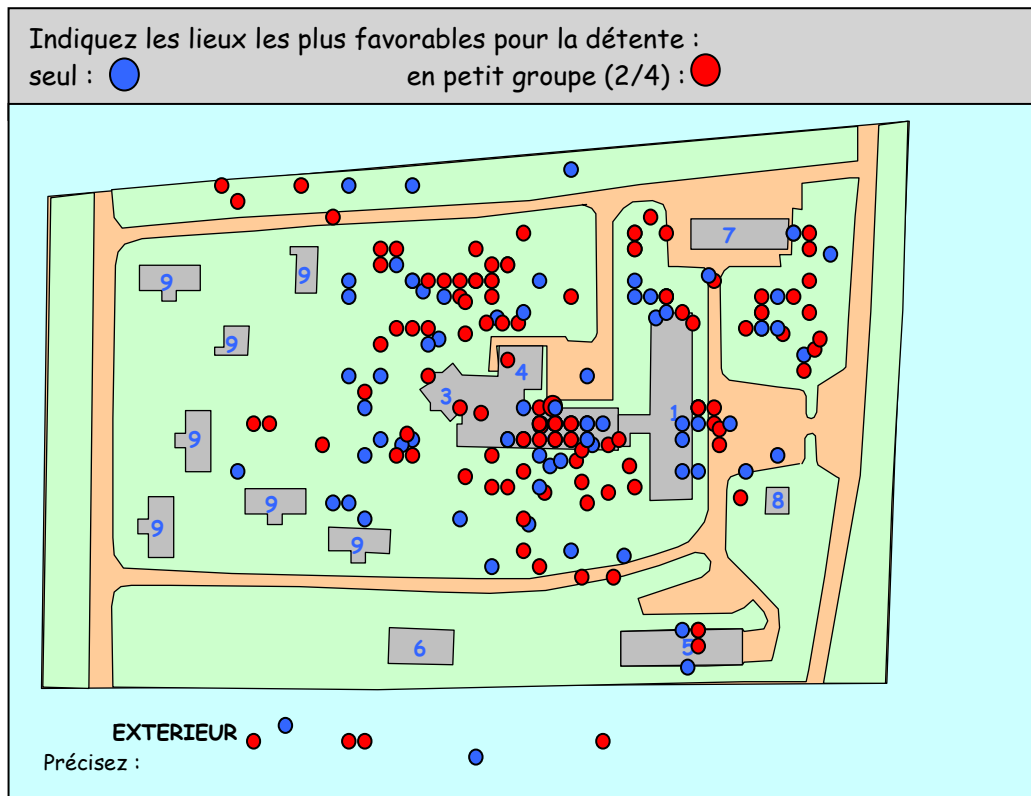 Indiquez les lieux les plus favorables pour la détente :
seul :
en petit groupe (2/4) :
7
9
9
9
4
3
1
9
9
8
9
9
6
5
EXTERIEUR
Précisez :